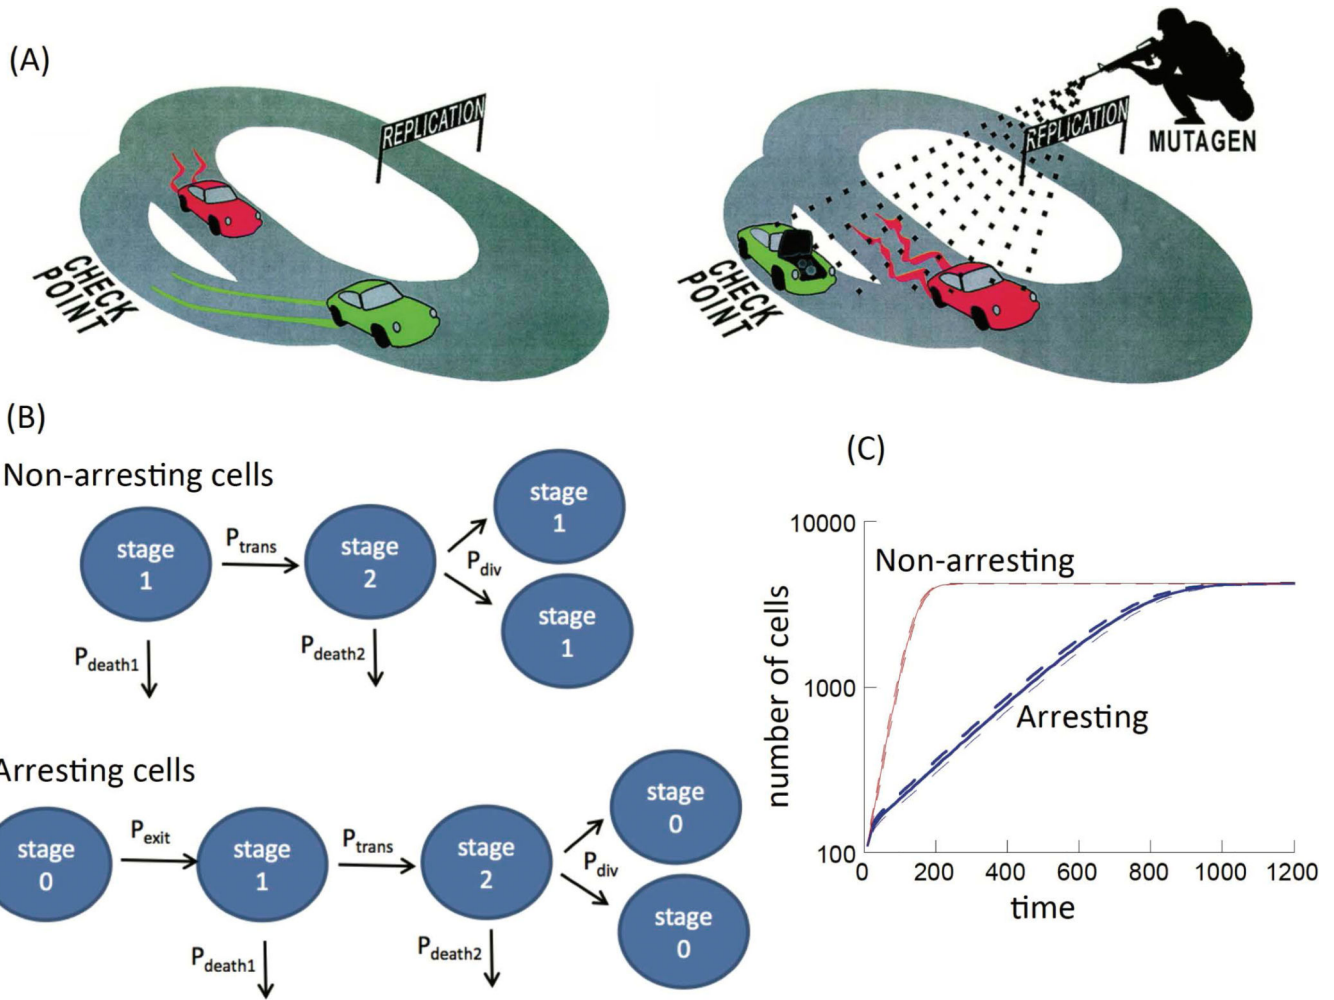 (A)
REPLICATION
CHECK
POINT
REPLICATION
MUTAGEN
CHECK
POINT
(B)
Non-arresting cells
stage
1
Ptrans
stage
2
Pdiv
stage
1
stage
1
Pdeath1
Pdeath2
Arresting cells
stage
0
Pexit
stage
1
Ptrans
stage
2
Pdiv
stage
0
stage
0
Pdeath1
Pdeath2
(C)
number of cells
10000
1000
100
Non-arresting
Arresting
0 200 400 600 800 1000 1200
time